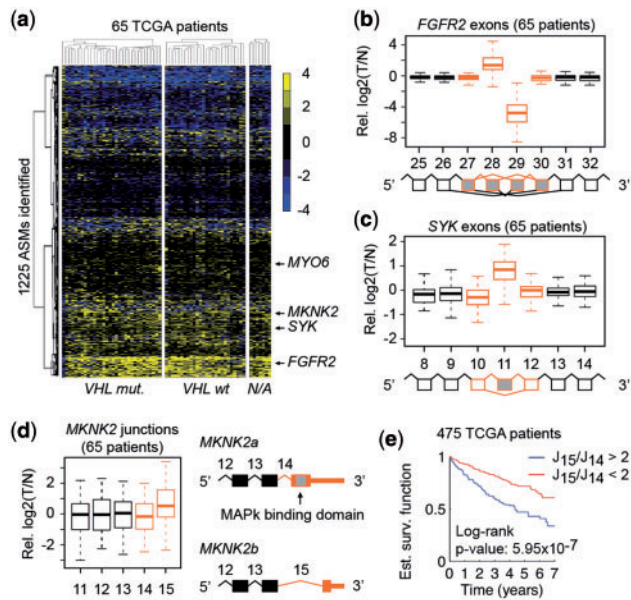 (a)
65 TCGA patients
1225 ASMs identified
4
2
0
-2
-4
MYO6
MKNK2
SYK
FGFR2
VHL mut.
VHL wt
N/A
(b)
FGFR2 exons (65 patients)
Rel. log2(T/N)
4
0
-4
-8
25 26 27 28 29 30 31 32
5' 3'
(c)
SYK exons (65 patients)
Rel. log2(T/N)
2
1
0
-1
-2
8 9 10 11 12 13 14
5' 3'
(d)
MKNK2 junctions
(65 patients)
Rel. log2(T/N)
2
0
-2
11 12 13 14 15
MKNK2a
12 13 14
5' 3'
MAPk binding domain
MKNK2b
12 13 15
5' 3'
(e)
475 TCGA patients
J15/J14 > 2
J15/J14 < 2
Est. surv. function
1
0.5
0
Log-rank
p-value: 5.95x10-7
0 1 2 3 4 5 6 7
Time (years)